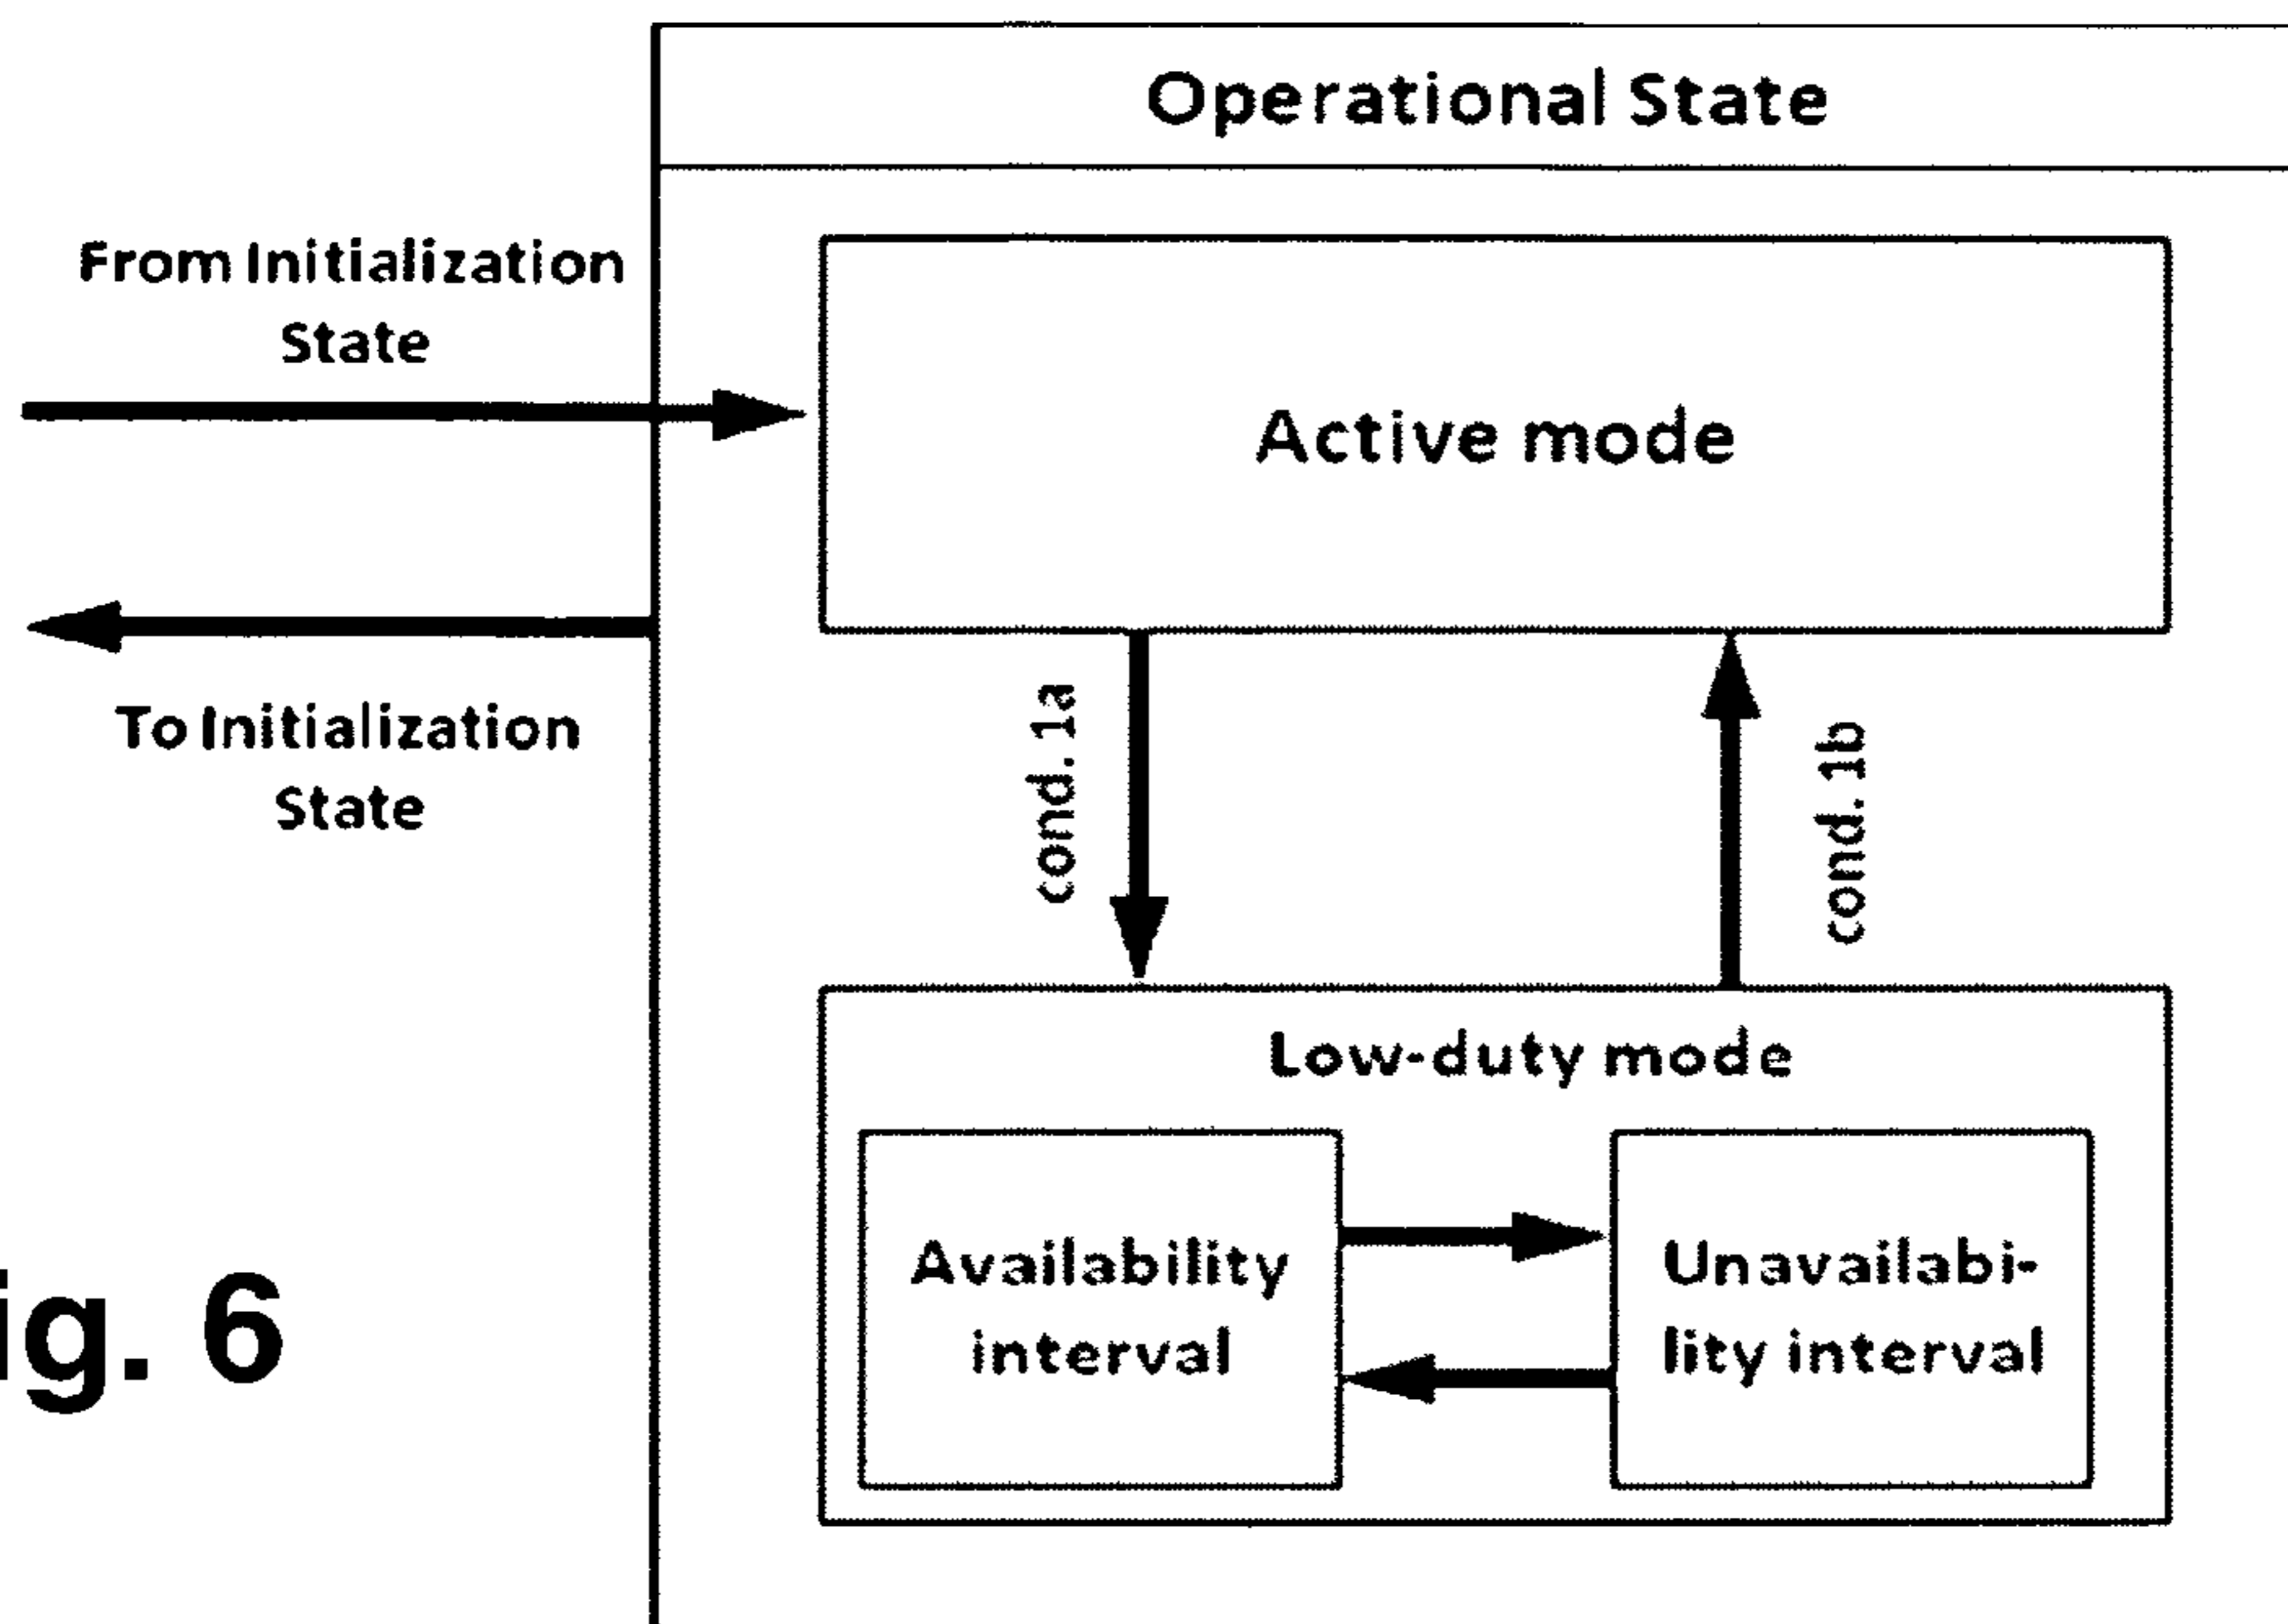 Operational State
From Initialization
State
Active mode
To Initialization
State
cond. 1a
cond. 1b
Low-duty mode
Availability
interval
Unavailabi-
lity interval
ig. 6